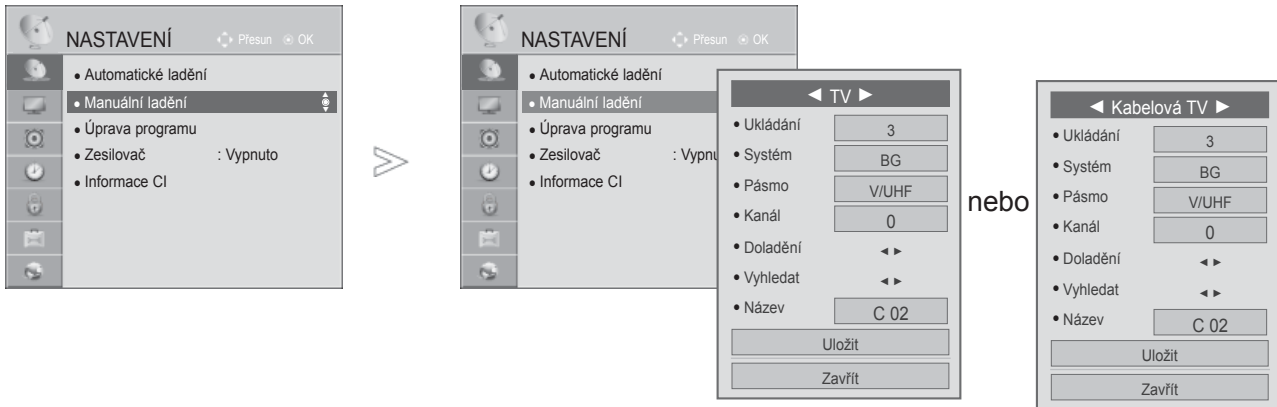 NASTAVENÍ Přesun OK
• Automatické ladění
• Manuální ladění
• Úprava programu
• Zesilovač : Vypnuto
• Informace CI
NASTAVENÍ Přesun OK
• Automatické ladění
• Manuální ladění
• Úprava programu
• Zesilovač : Vypnu
• Informace CI
◄ TV ►
• Ukládání 3
• Systém BG
• Pásmo V/UHF
• Kanál 0
• Doladění ◄ ►
• Vyhledat ◄ ►
• Název C 02
Uložit
Zavřít
nebo
◄ Kabelová TV ►
• Ukládání 3
• Systém BG
• Pásmo V/UHF
• Kanál 0
• Doladění ◄ ►
• Vyhledat ◄ ►
• Název C 02
Uložit
Zavřít